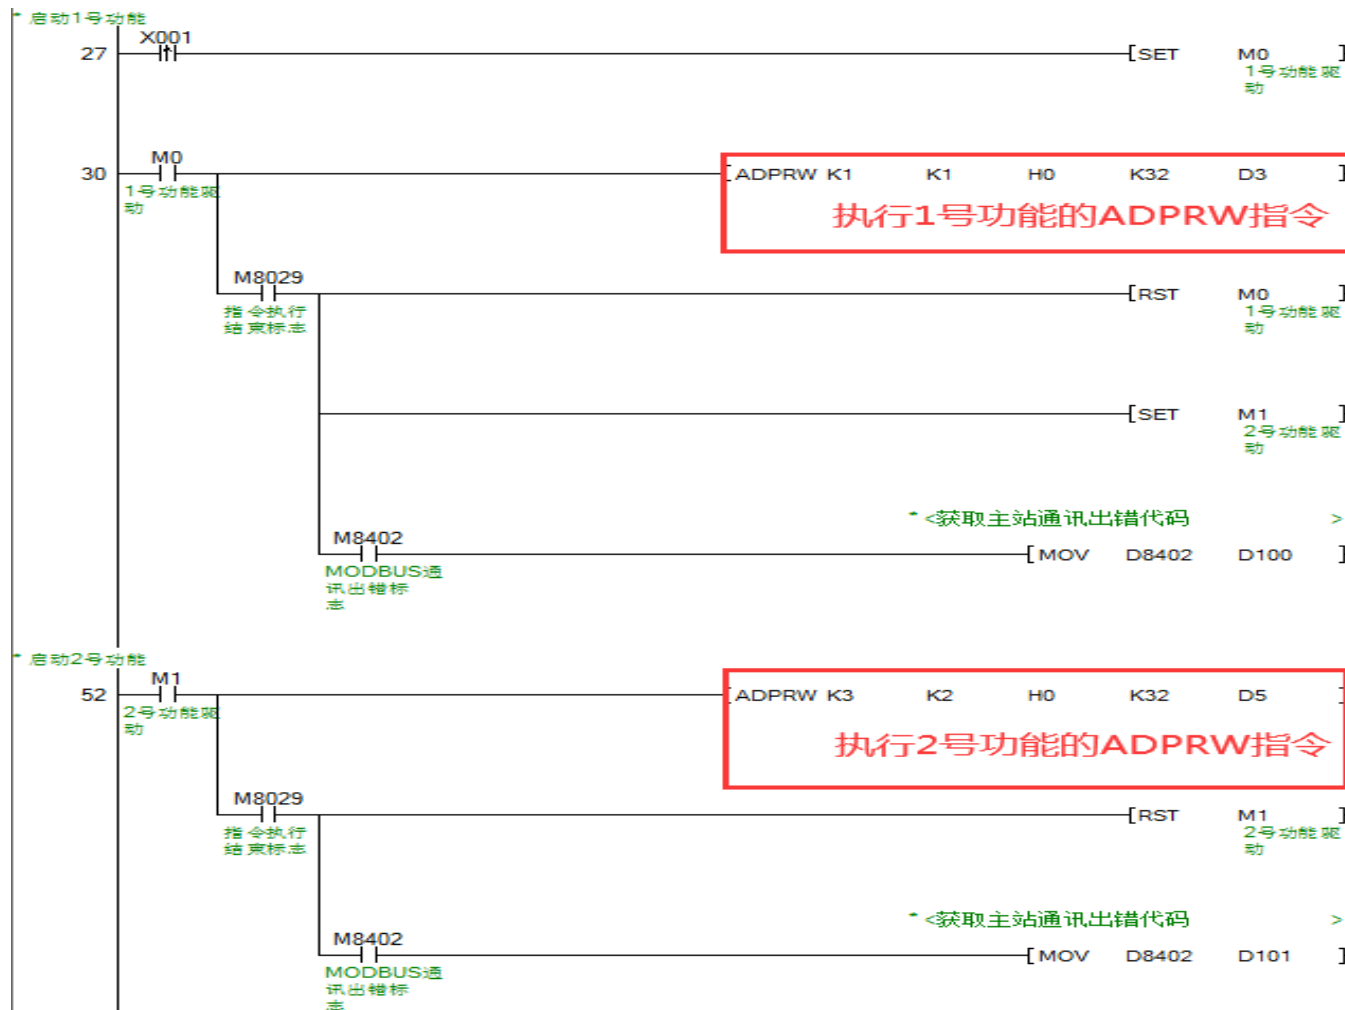 * 启动1号功能
X001
27 [SET M0 ]
1号功能驱
动
M0
30 [ADPRW K1 K1 H0 K32 D3 ]
1号功能驱
动
执行1号功能的ADPRW指令
M8029
[RST M0 ]
指令执行
结束标志
1号功能驱
动
[SET M1 ]
2号功能驱
动
* <获取主站通讯出错代码 >
M8402
[MOV D8402 D100 ]
MODBUS通
讯出错标
志
* 启动2号功能
M1
52 [ADPRW K3 K2 H0 K32 D5 ]
2号功能驱
动
执行2号功能的ADPRW指令
M8029
[RST M1 ]
指令执行
结束标志
2号功能驱
动
* <获取主站通讯出错代码 >
M8402
[MOV D8402 D101 ]
MODBUS通
讯出错标
志